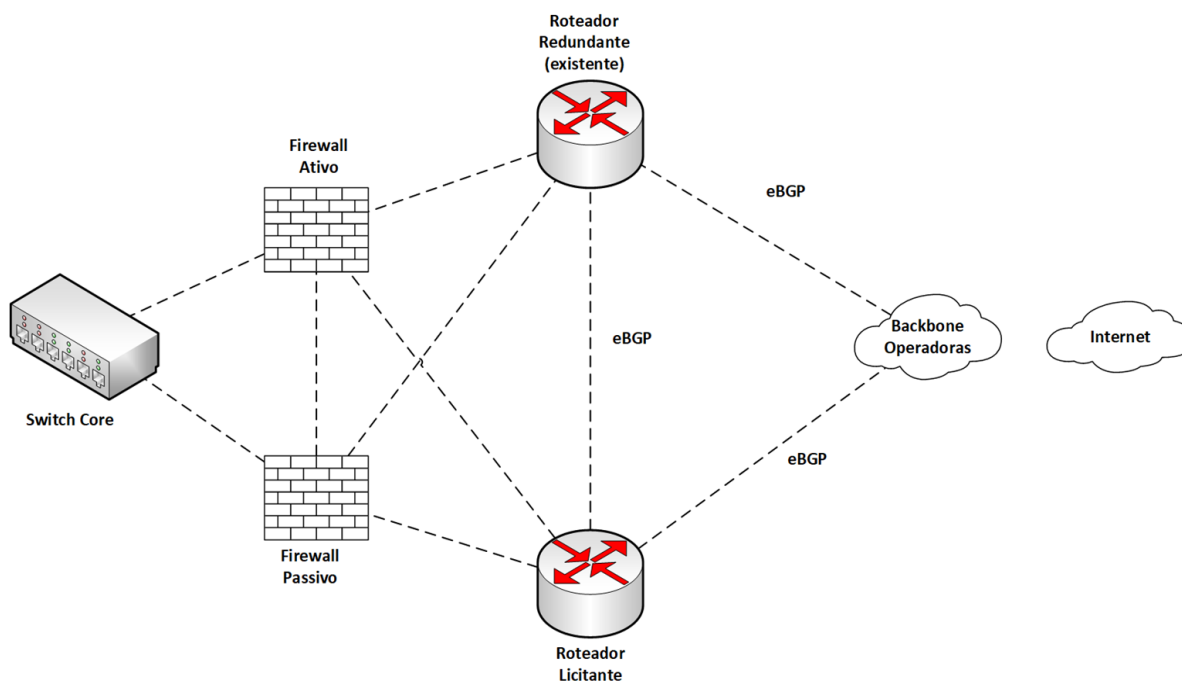 Roteador
Redundante
(existente)
Firewall
Ativo
eBGP
Switch Core
eBGP
Backbone
Operadoras
Internet
eBGP
Firewall
Passivo
Roteador
Licitante